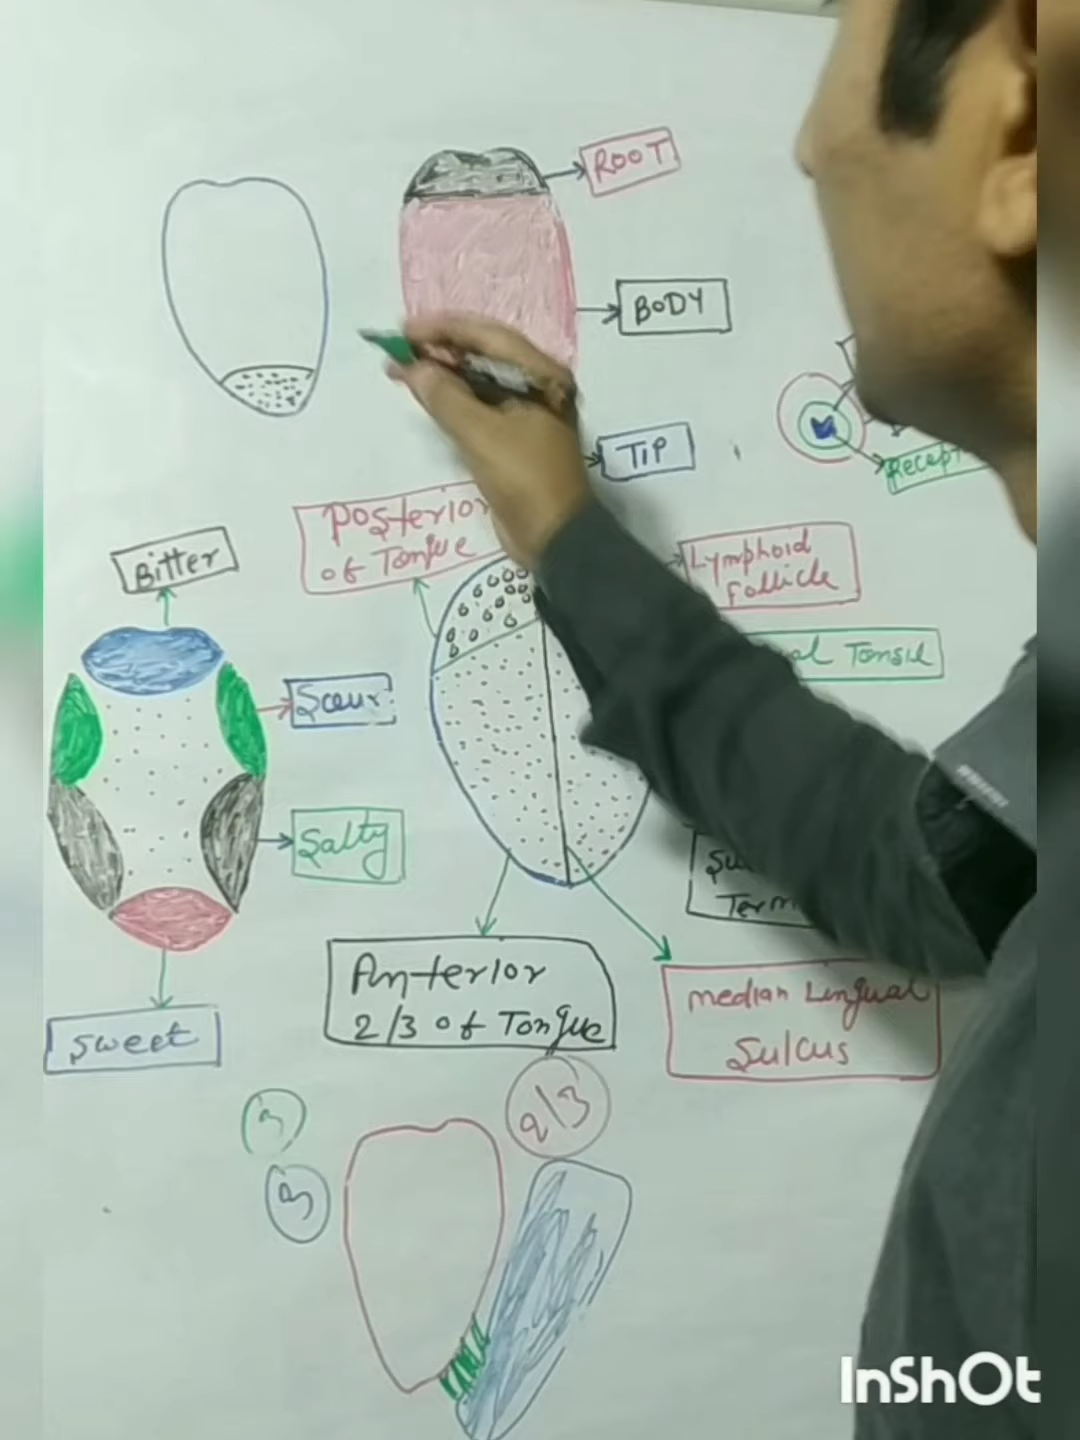 ROOT
BODY
TIP
Posterior
of Tongue
Lymphoid
follicle
Bitter
Tonsil
Sour
Salty
Anterior
2/3 of Tongue
median Lingual
Sulcus
Sweet
2/3
InShOt